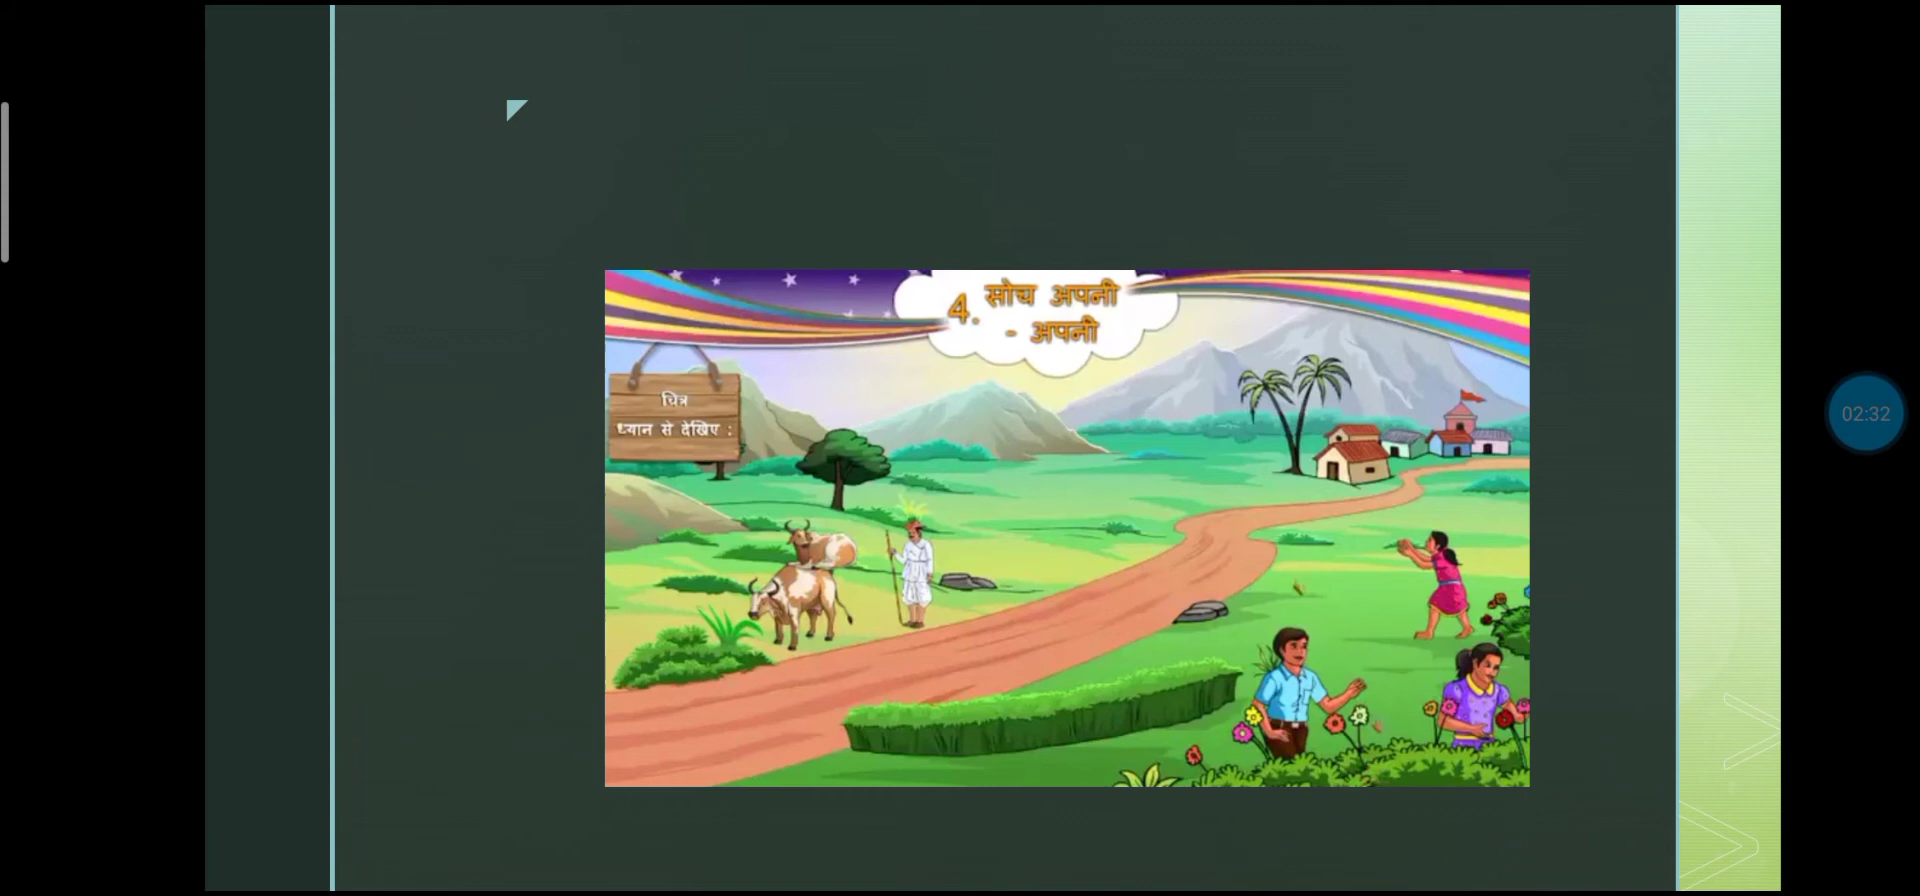 4. सोच अपनी
- अपनी
चित्र
ध्यान से देखिए :
02:32